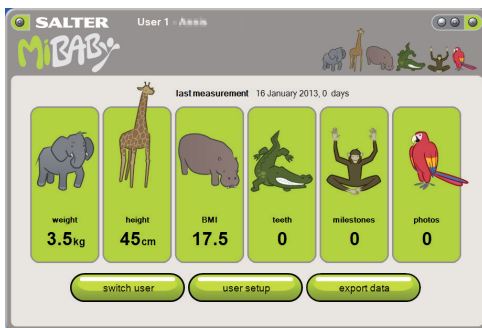 SALTER
User 1 -
MiBABy
last measurement 16 January 2013, 0 days
weight height BMI teeth milestones photos
3.5kg 45cm 17.5 0 0 0
switch user user setup export data